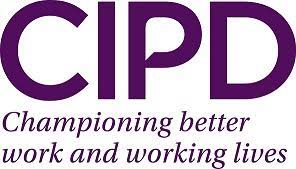 CIPD
Championing better
work and working lives